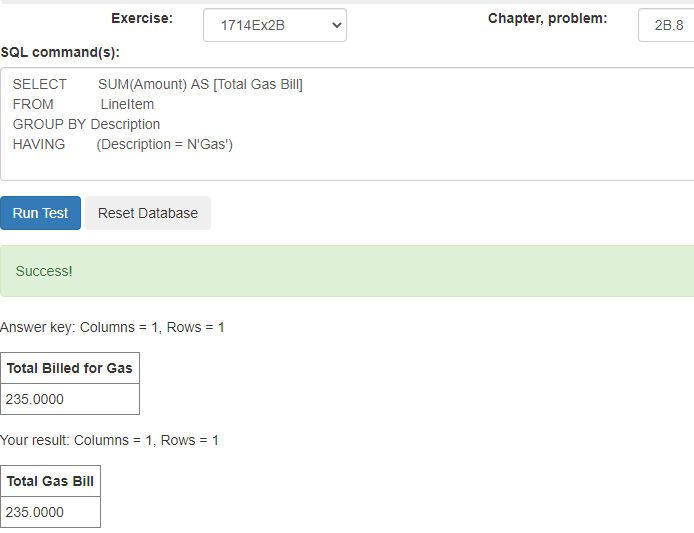 Exercise: 1714Ex2B Chapter, problem: 2B.8
SQL command(s):
SELECT SUM(Amount) AS [Total Gas Bill]
FROM LineItem
GROUP BY Description
HAVING (Description = N'Gas')
Run Test Reset Database
Success!
Answer key: Columns = 1, Rows = 1
Total Billed for Gas
235.0000
Your result: Columns = 1, Rows = 1
Total Gas Bill
235.0000